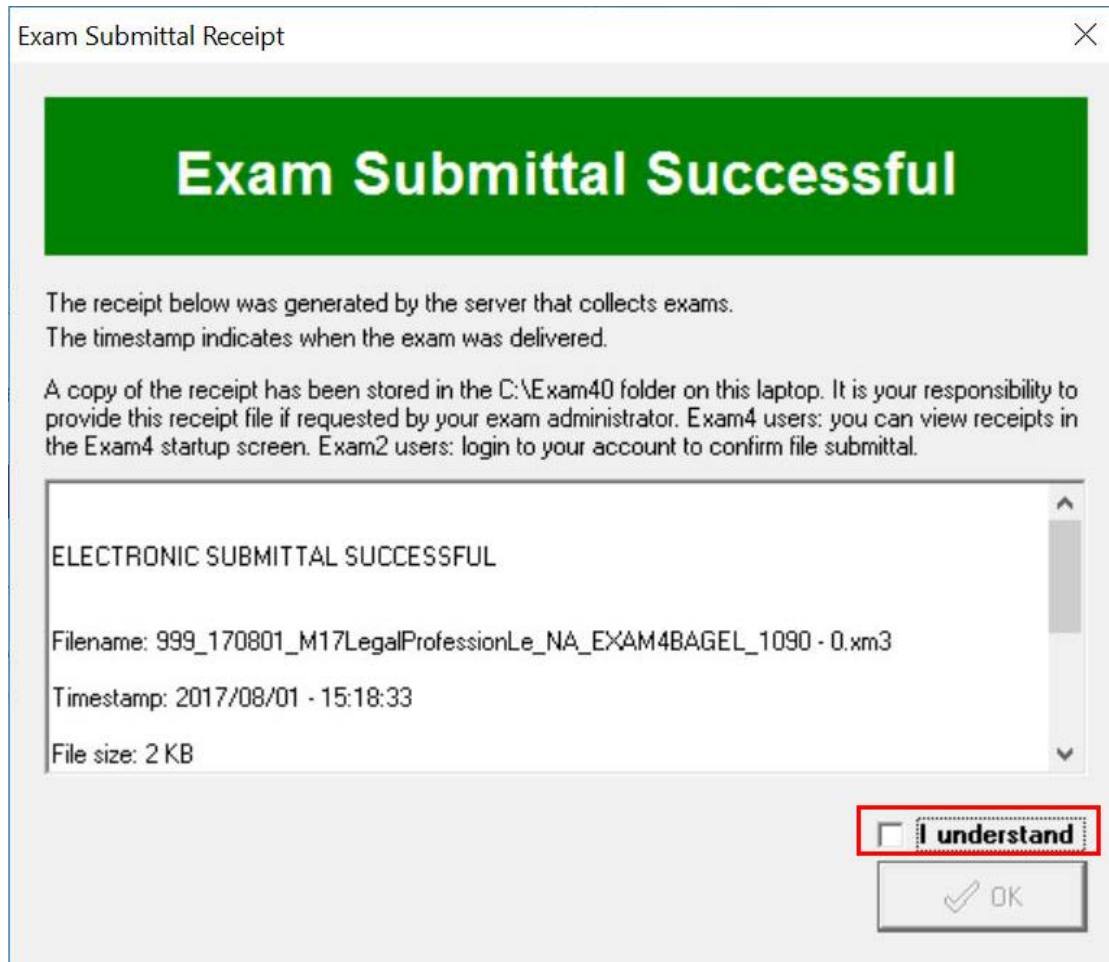 Exam Submittal Receipt
Exam Submittal Successful
The receipt below was generated by the server that collects exams.
The timestamp indicates when the exam was delivered.
A copy of the receipt has been stored in the C:\Exam40 folder on this laptop. It is your responsibility to
provide this receipt file if requested by your exam administrator. Exam4 users: you can view receipts in
the Exam4 startup screen. Exam2 users: login to your account to confirm file submittal.
ELECTRONIC SUBMITTAL SUCCESSFUL
Filename: 999_170801_M17LegalProfessionLe_NA_EXAM4BAGEL_1090 - 0.xm3
Timestamp: 2017/08/01 - 15:18:33
File size: 2 KB
I understand
OK